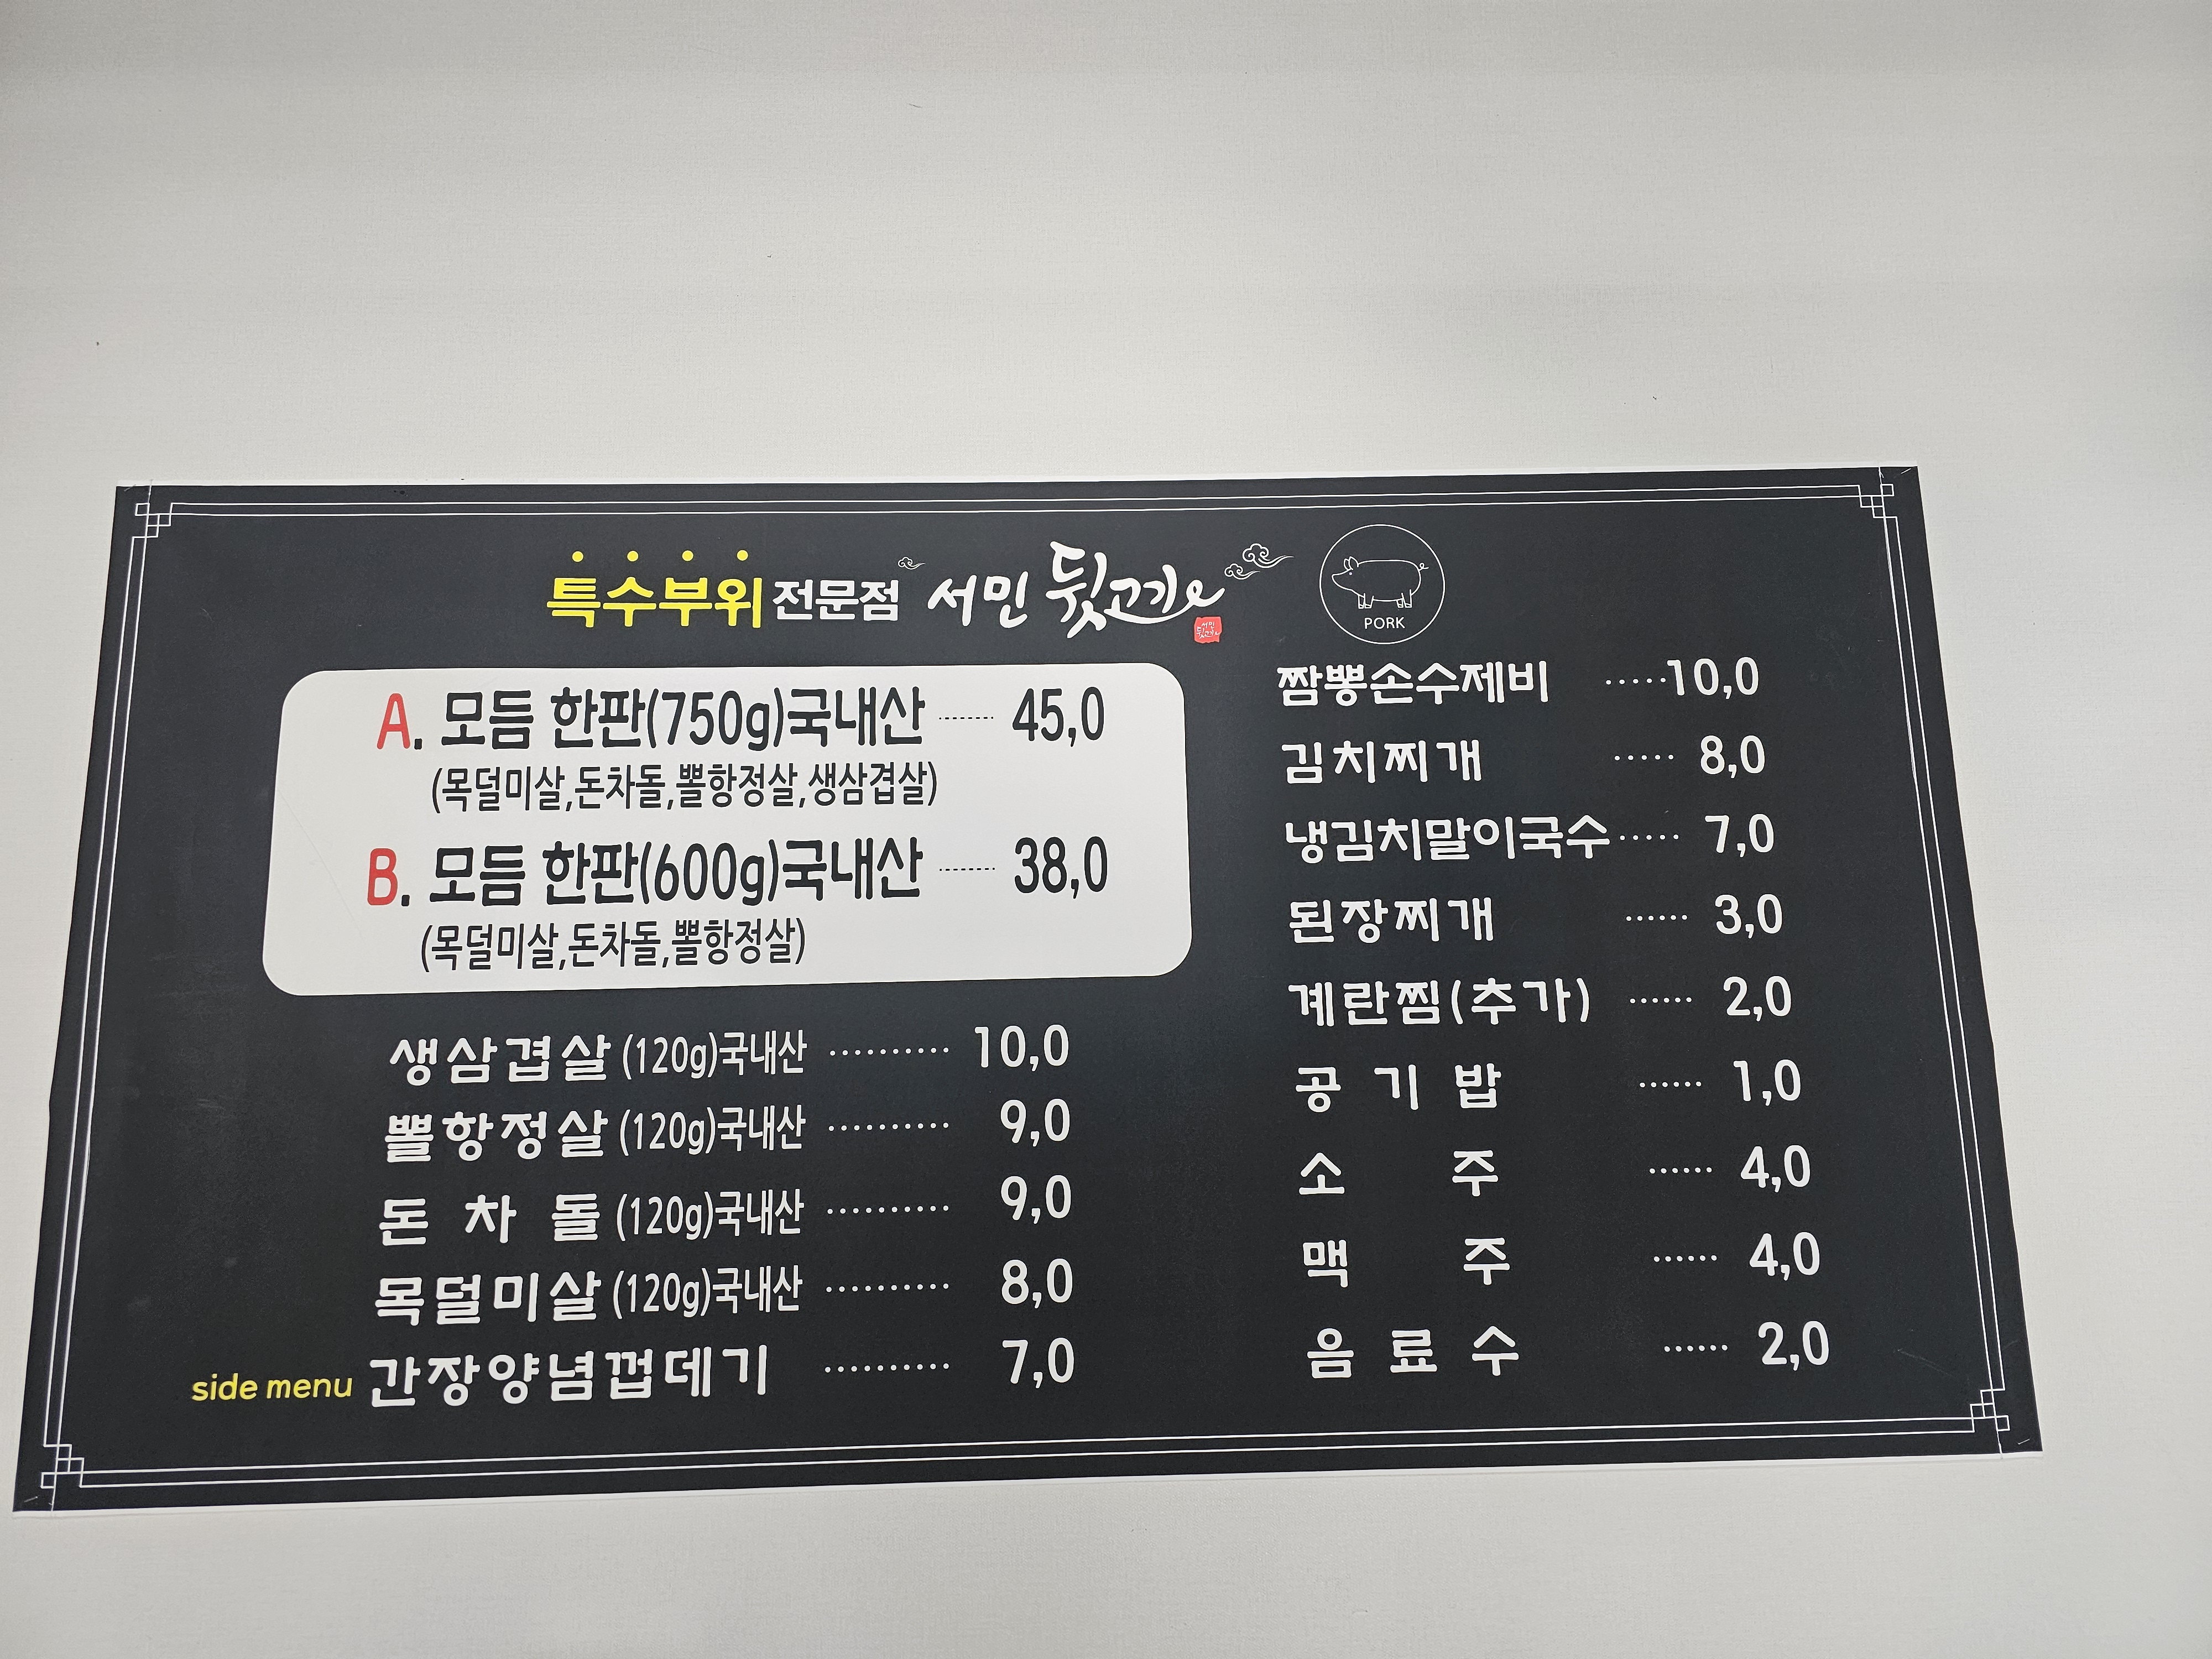 특수부위 전문점 서민 뒷고기
서민
뒷고기
PORK
A. 모듬 한판(750g)국내산 ······ 45,0
(목덜미살,돈차돌,뽈항정살,생삼겹살)
B. 모듬 한판(600g)국내산 ······ 38,0
(목덜미살,돈차돌,뽈항정살)
생삼겹살 (120g)국내산 ·········· 10,0
뽈항정살 (120g)국내산 ·········· 9,0
돈 차 돌 (120g)국내산 ·········· 9,0
목덜미살 (120g)국내산 ·········· 8,0
side menu 간장양념껍데기 ·········· 7,0
짬뽕손수제비 ····· 10,0
김치찌개 ····· 8,0
냉김치말이국수 ····· 7,0
된장찌개 ······ 3,0
계란찜(추가) ······ 2,0
공 기 밥 ······ 1,0
소 주 ······ 4,0
맥 주 ······ 4,0
음 료 수 ······ 2,0